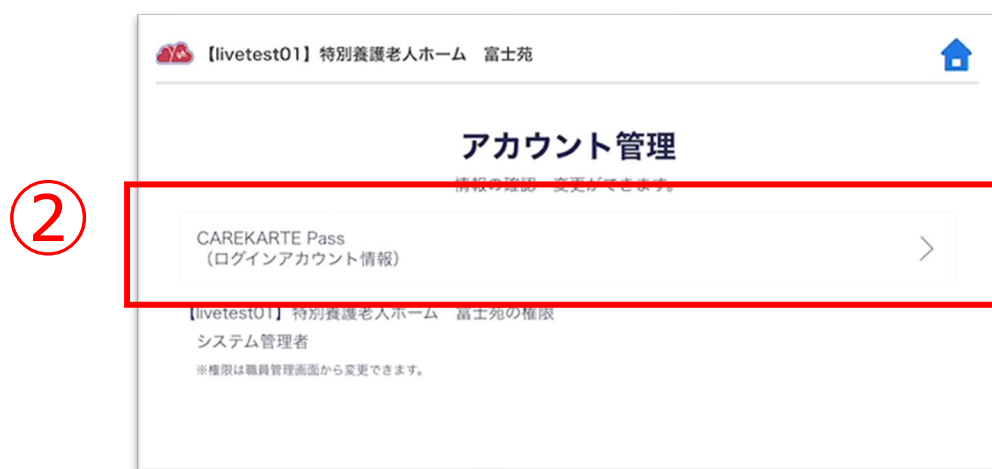 【livetest01】特別養護老人ホーム 富士苑
アカウント管理
情報の確認 変更ができます。
②
CAREKARTE Pass
（ログインアカウント情報）
【livetest01】特別養護老人ホーム 富士苑の権限
システム管理者
※権限は職員管理画面から変更できます。